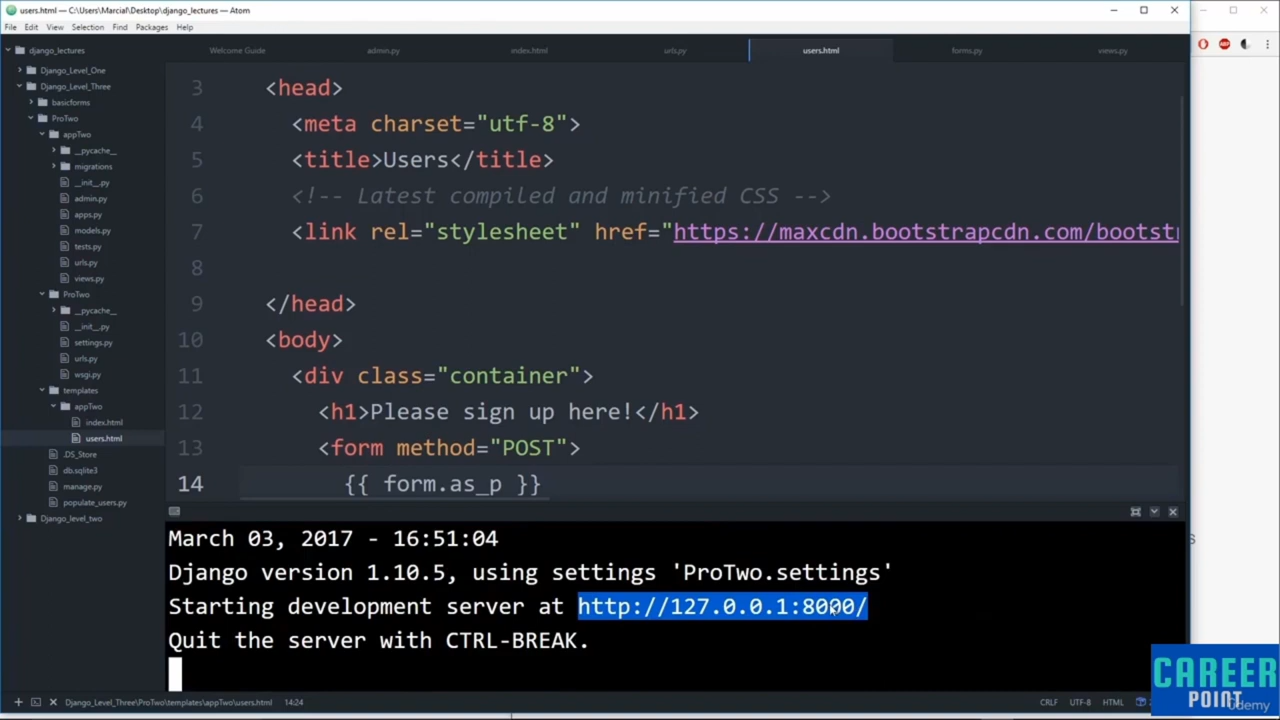 users.html — C:\Users\Marcial\Desktop\django_lectures — Atom
File Edit View Selection Find Packages Help
django_lectures
Django_Level_One
Django_Level_Three
basicforms
ProTwo
appTwo
__pycache__
migrations
__init__.py
admin.py
apps.py
models.py
tests.py
urls.py
views.py
ProTwo
__pycache__
__init__.py
settings.py
urls.py
wsgi.py
templates
appTwo
index.html
users.html
.DS_Store
db.sqlite3
manage.py
populate_users.py
Django_level_two
Welcome Guide admin.py index.html urls.py users.html forms.py views.py
3 <head>
4 <meta charset="utf-8">
5 <title>Users</title>
6 <!-- Latest compiled and minified CSS -->
7 <link rel="stylesheet" href="https://maxcdn.bootstrapcdn.com/bootst
8
9 </head>
10 <body>
11 <div class="container">
12 <h1>Please sign up here!</h1>
13 <form method="POST">
14 {{ form.as_p }}
March 03, 2017 - 16:51:04
Django version 1.10.5, using settings 'ProTwo.settings'
Starting development server at http://127.0.0.1:8000/
Quit the server with CTRL-BREAK.
Django_Level_Three\ProTwo\templates\appTwo\users.html 14:24 CRLF UTF-8 HTML
ABP
CAREER
POINT
Udemy